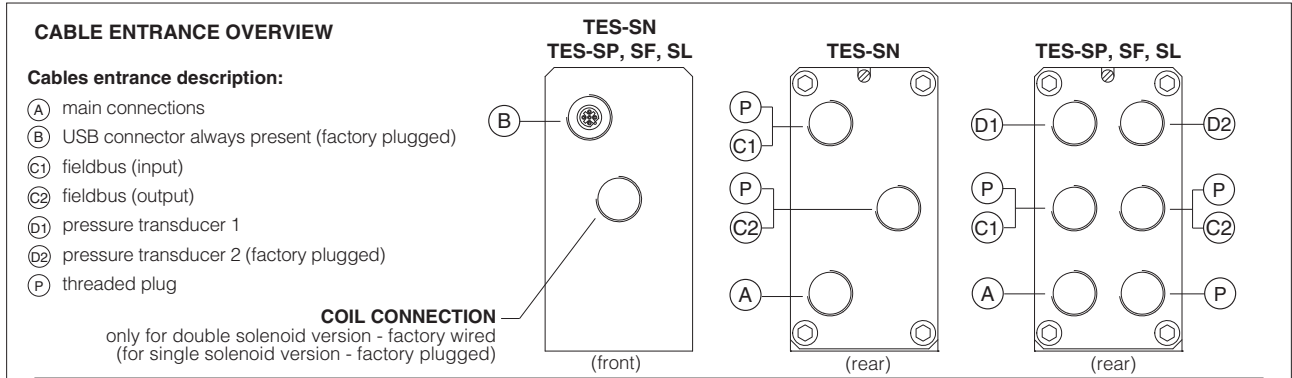 CABLE ENTRANCE OVERVIEW
Cables entrance description:
A main connections
B USB connector always present (factory plugged)
C1 fieldbus (input)
C2 fieldbus (output)
D1 pressure transducer 1
D2 pressure transducer 2 (factory plugged)
P threaded plug
COIL CONNECTION
only for double solenoid version - factory wired
(for single solenoid version - factory plugged)
TES-SN
TES-SP, SF, SL
B
(front)
TES-SN
P
C1
P
C2
A
(rear)
TES-SP, SF, SL
D1
D2
P
C1
P
C2
A
P
(rear)